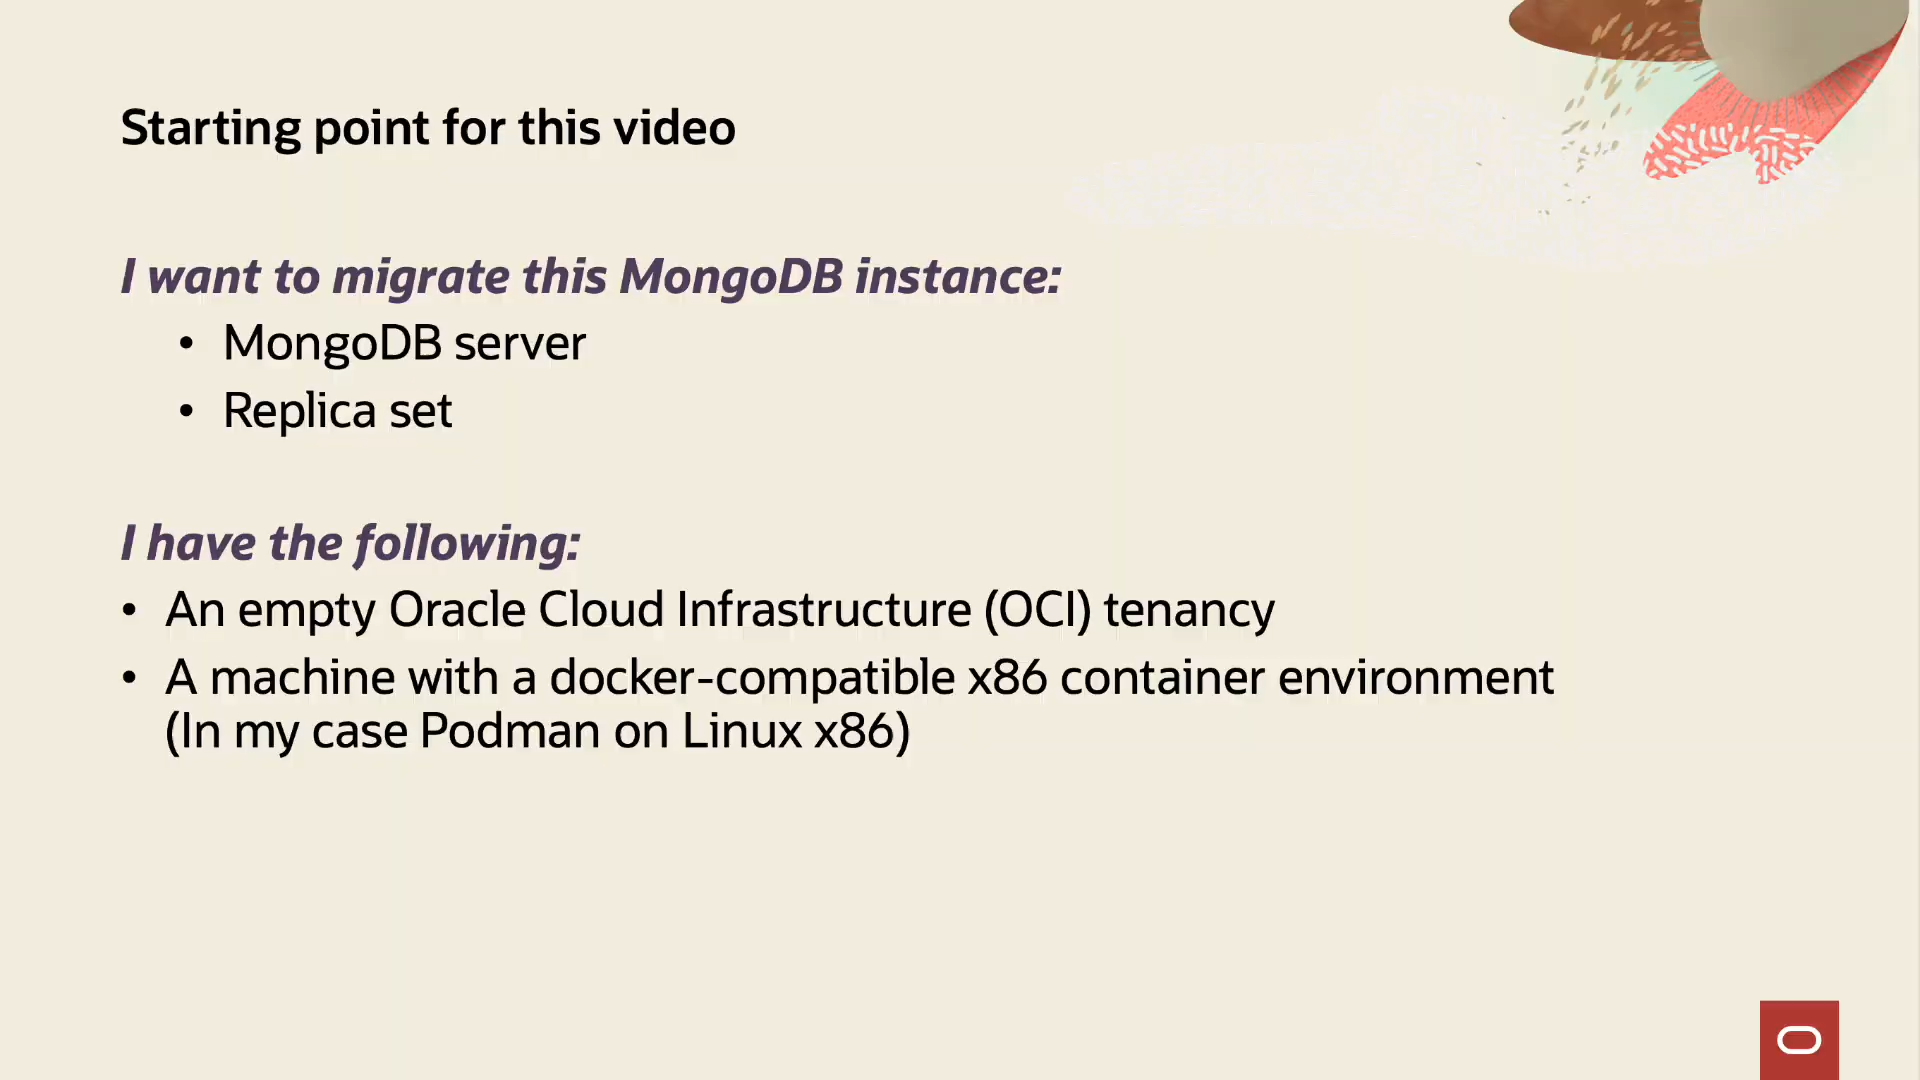 Starting point for this video
I want to migrate this MongoDB instance:
• MongoDB server
• Replica set
I have the following:
• An empty Oracle Cloud Infrastructure (OCI) tenancy
• A machine with a docker-compatible x86 container environment
(In my case Podman on Linux x86)